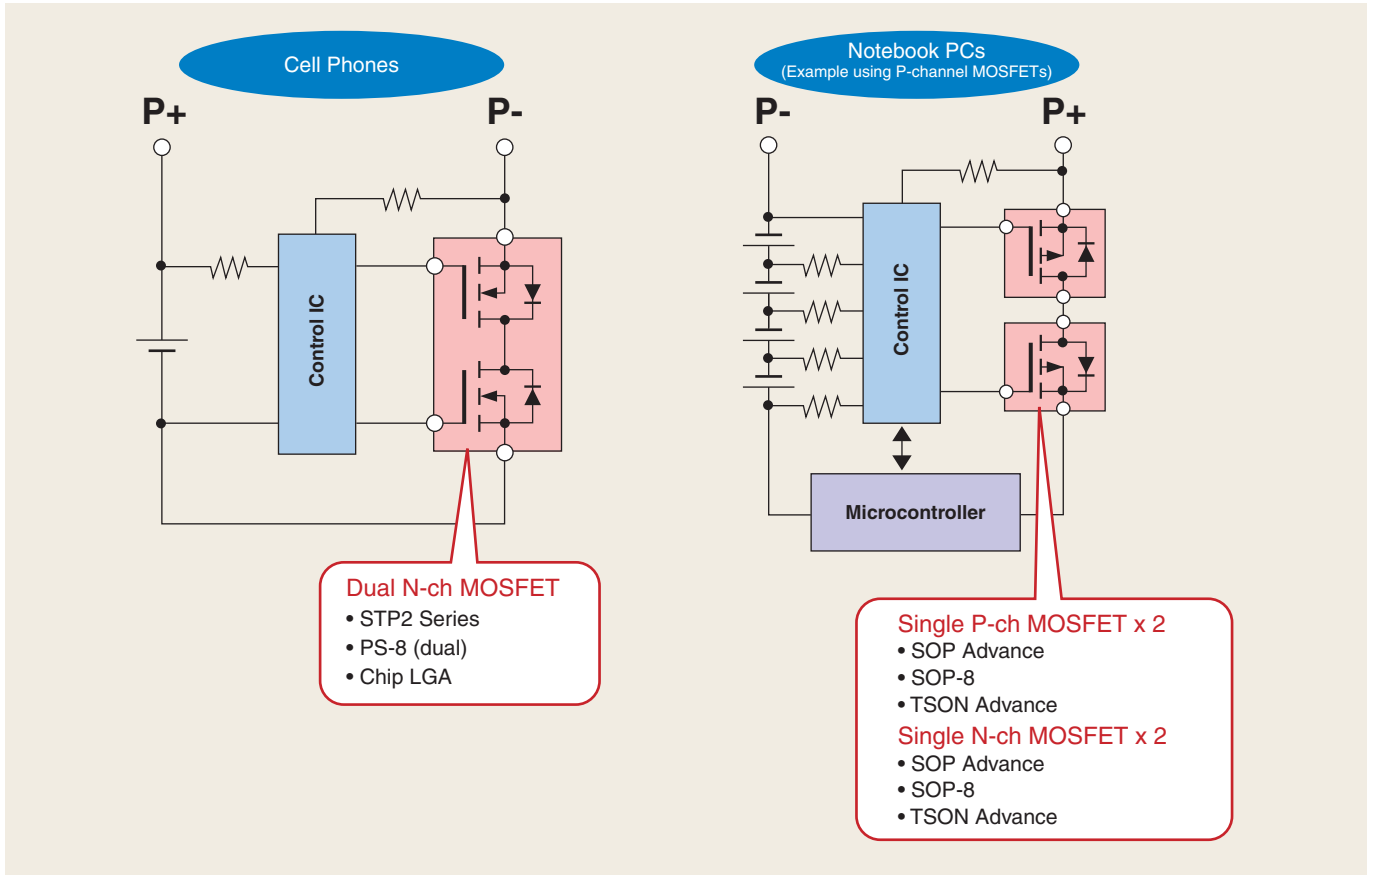 Cell Phones
P+
P-
Control IC
Dual N-ch MOSFET
• STP2 Series
• PS-8 (dual)
• Chip LGA
Notebook PCs
(Example using P-channel MOSFETs)
P-
P+
Control IC
Microcontroller
Single P-ch MOSFET x 2
• SOP Advance
• SOP-8
• TSON Advance
Single N-ch MOSFET x 2
• SOP Advance
• SOP-8
• TSON Advance